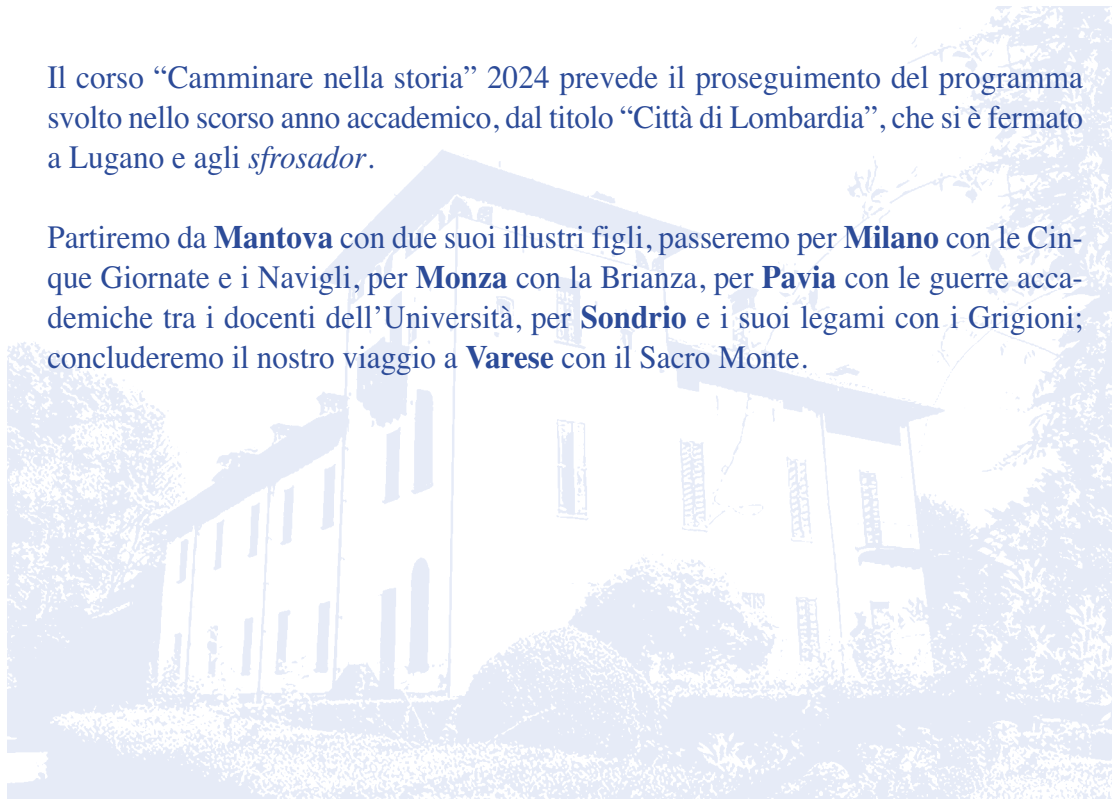 Il corso “Camminare nella storia” 2024 prevede il proseguimento del programma
svolto nello scorso anno accademico, dal titolo “Città di Lombardia”, che si è fermato
a Lugano e agli sfrosador.
Partiremo da Mantova con due suoi illustri figli, passeremo per Milano con le Cin-
que Giornate e i Navigli, per Monza con la Brianza, per Pavia con le guerre acca-
demiche tra i docenti dell’Università, per Sondrio e i suoi legami con i Grigioni;
concluderemo il nostro viaggio a Varese con il Sacro Monte.